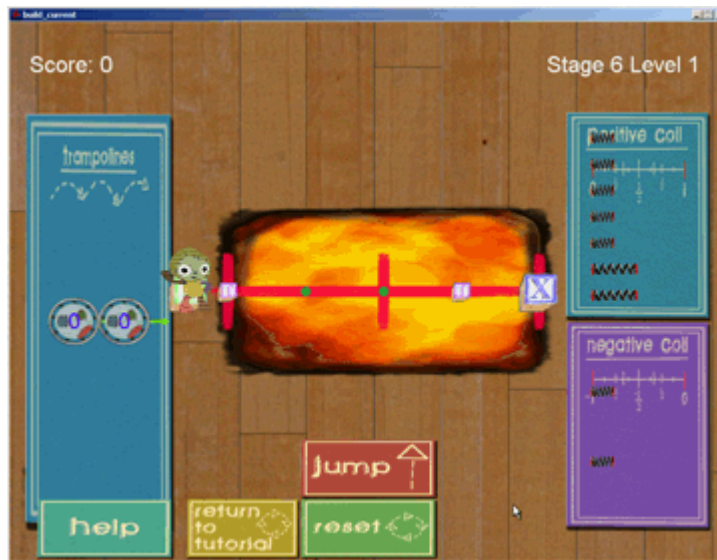 build_current
Score: 0
Stage 6 Level 1
trampolines
0
0
X
positive Coil
negative Coil
0
jump
help
return
to
tutorial
reset